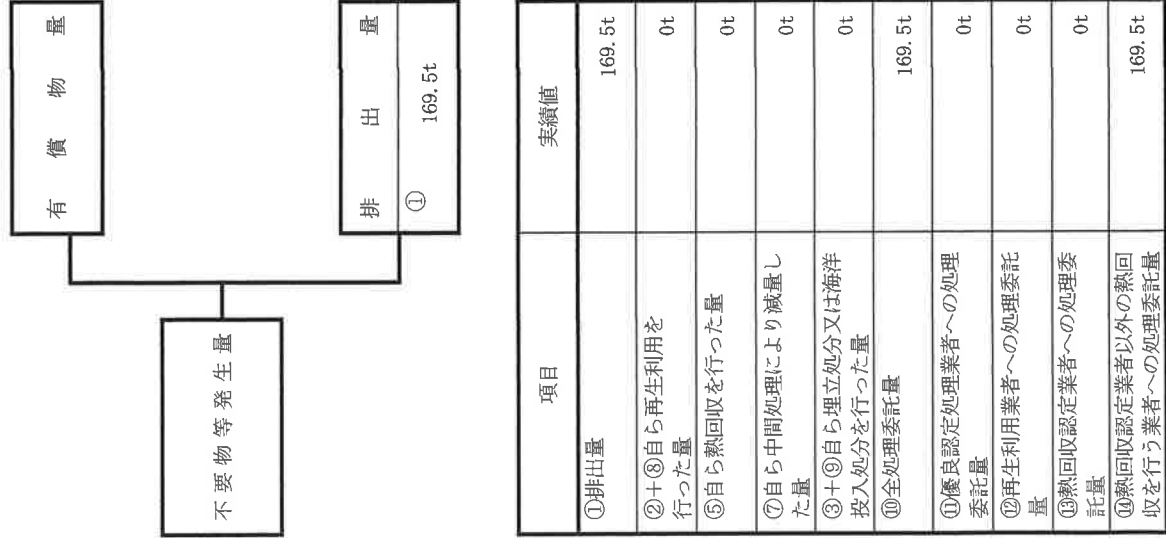 不要物等発生量
有償物量
排出量
① 169.5t
項目 実績値
①排出量 169.5t
②+⑧自ら再生利用を
行った量 0t
⑤自ら熱回収を行った量 0t
⑦自ら中間処理により減量し
た量 0t
③+⑨自ら埋立処分又は海洋
投入処分を行った量 0t
⑩全処理委託量 169.5t
⑪優良認定処理業者への処理
委託量 0t
⑫再生利用業者への処理委託
量 0t
⑬熱回収認定業者への処理委
託量 0t
⑭熱回収認定業者以外の熱回
収を行う業者への処理委託量 169.5t